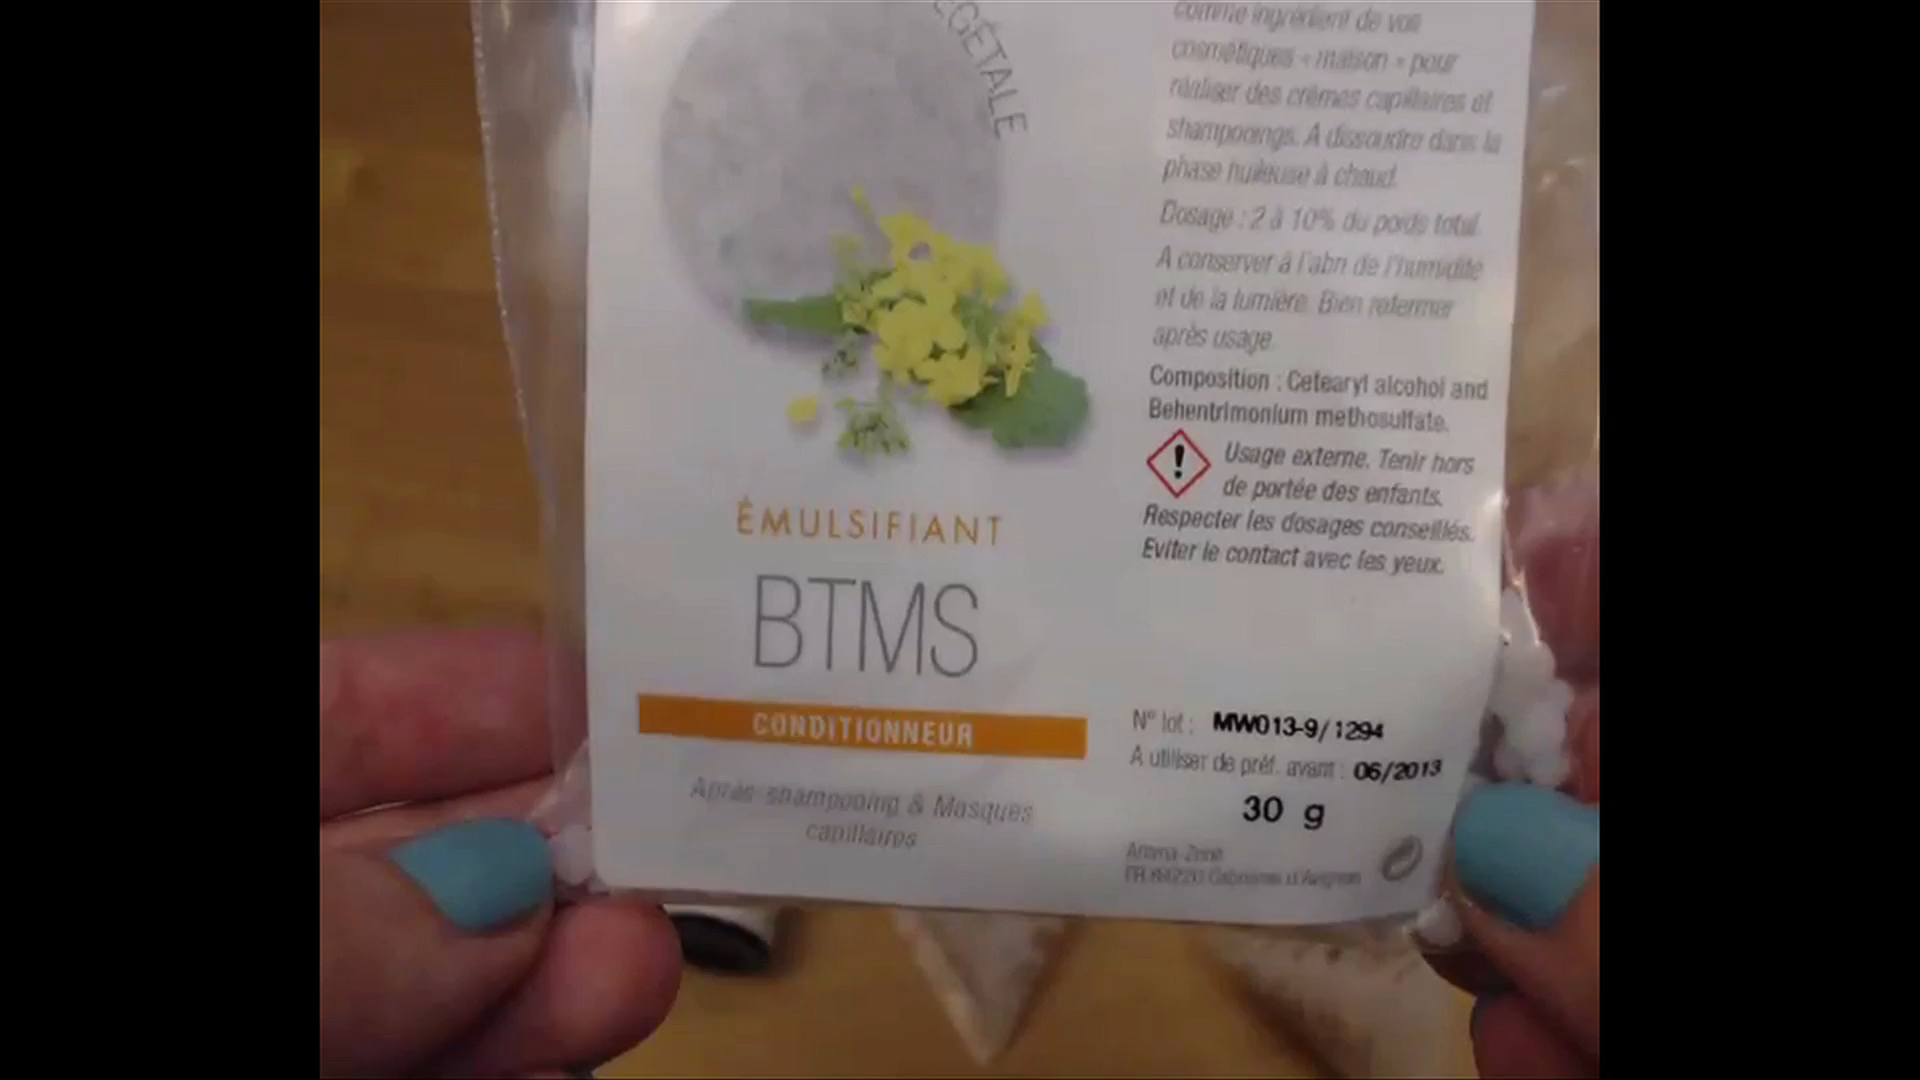 ÉGÉTALE
comme ingrédient de vos
cosmétiques « maison » pour
réaliser des crèmes capillaires et
shampooings. A dissoudre dans la
phase huileuse à chaud.
Dosage : 2 à 10% du poids total.
A conserver à l'abri de l'humidité
et de la lumière. Bien refermer
après usage.
Composition : Cetearyl alcohol and
Behentrimonium methosulfate.
Usage externe. Tenir hors
de portée des enfants.
Respecter les dosages conseillés.
Eviter le contact avec les yeux.
ÉMULSIFIANT
BTMS
CONDITIONNEUR
Après-shampooing & Masques
capillaires
N° lot : MW013-9/1294
A utiliser de préf. avant : 06/2013
30 g
Aroma-Zone